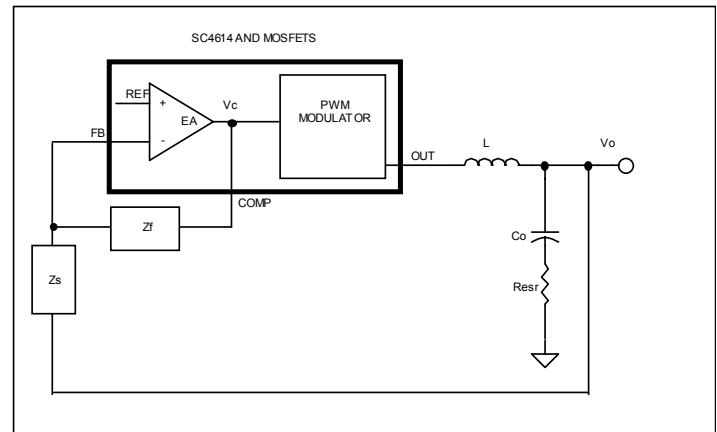 SC4614 AND MOSFETS
REF
+
EA
-
Vc
PWM
MODULATOR
FB
OUT
L
Vo
COMP
Zf
Co
Zs
Resr